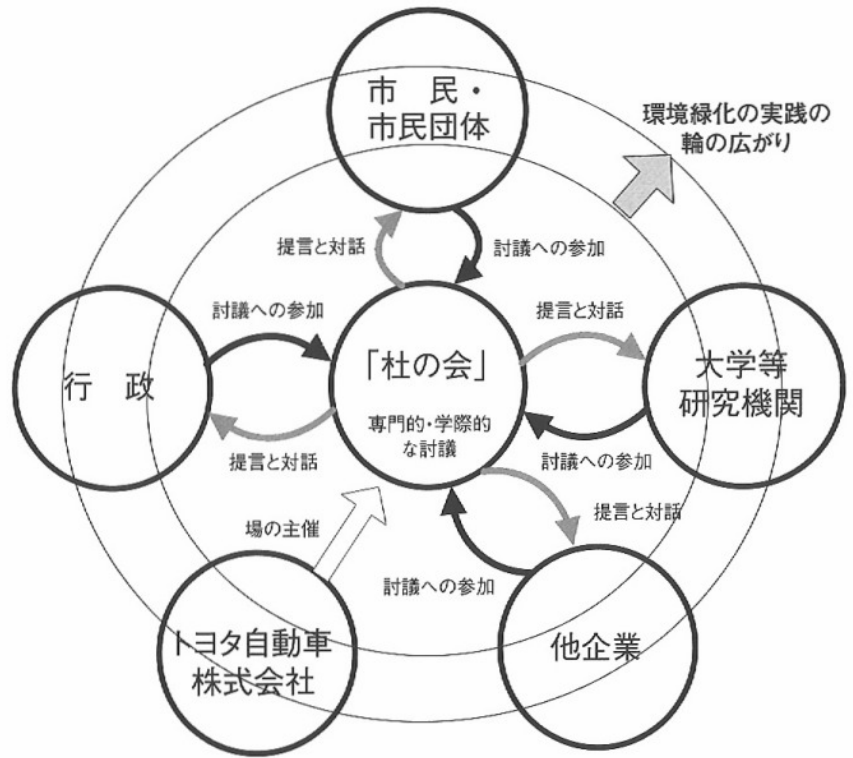 市　民・
市民団体
環境緑化の実践の
輪の広がり
提言と対話
討議への参加
討議への参加
提言と対話
行　政
「杜の会」
専門的・学際的
な討議
大学等
研究機関
提言と対話
討議への参加
場の主催
提言と対話
討議への参加
トヨタ自動車
株式会社
他企業